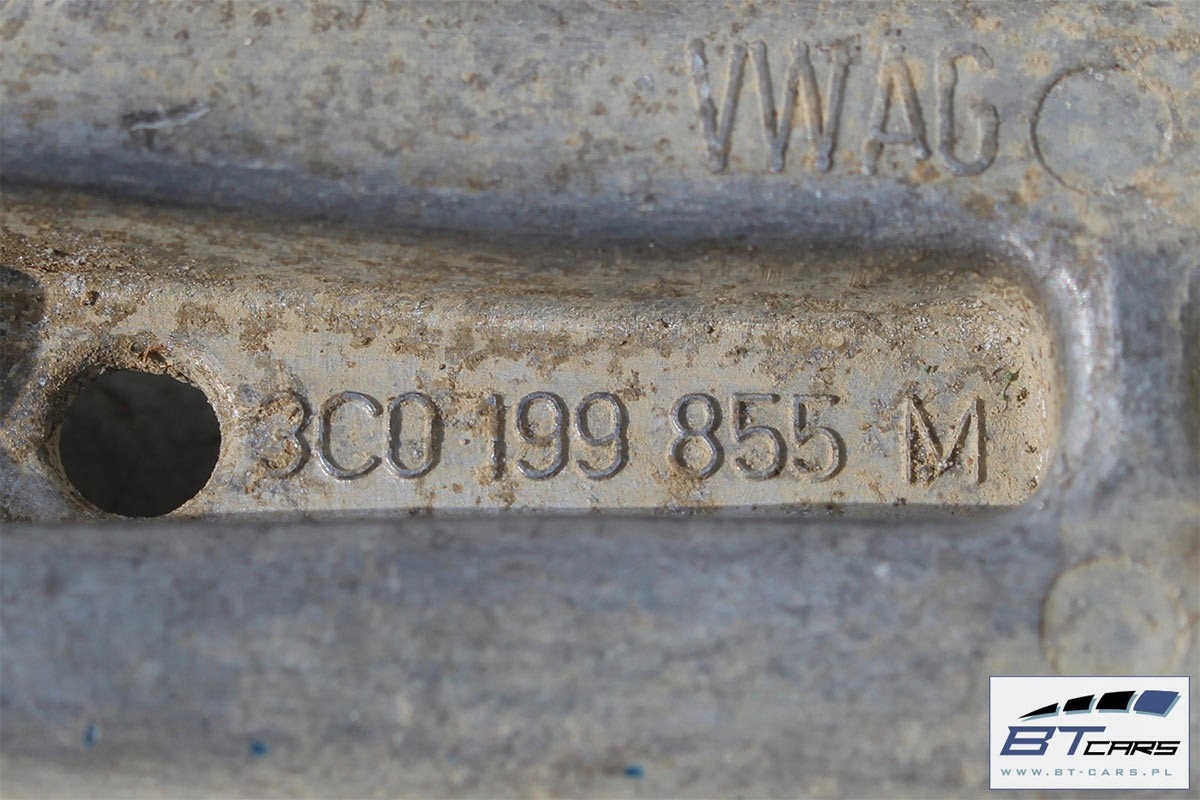 VWAG
3C0 199 855 M
BTCARS
WWW.BT-CARS.PL